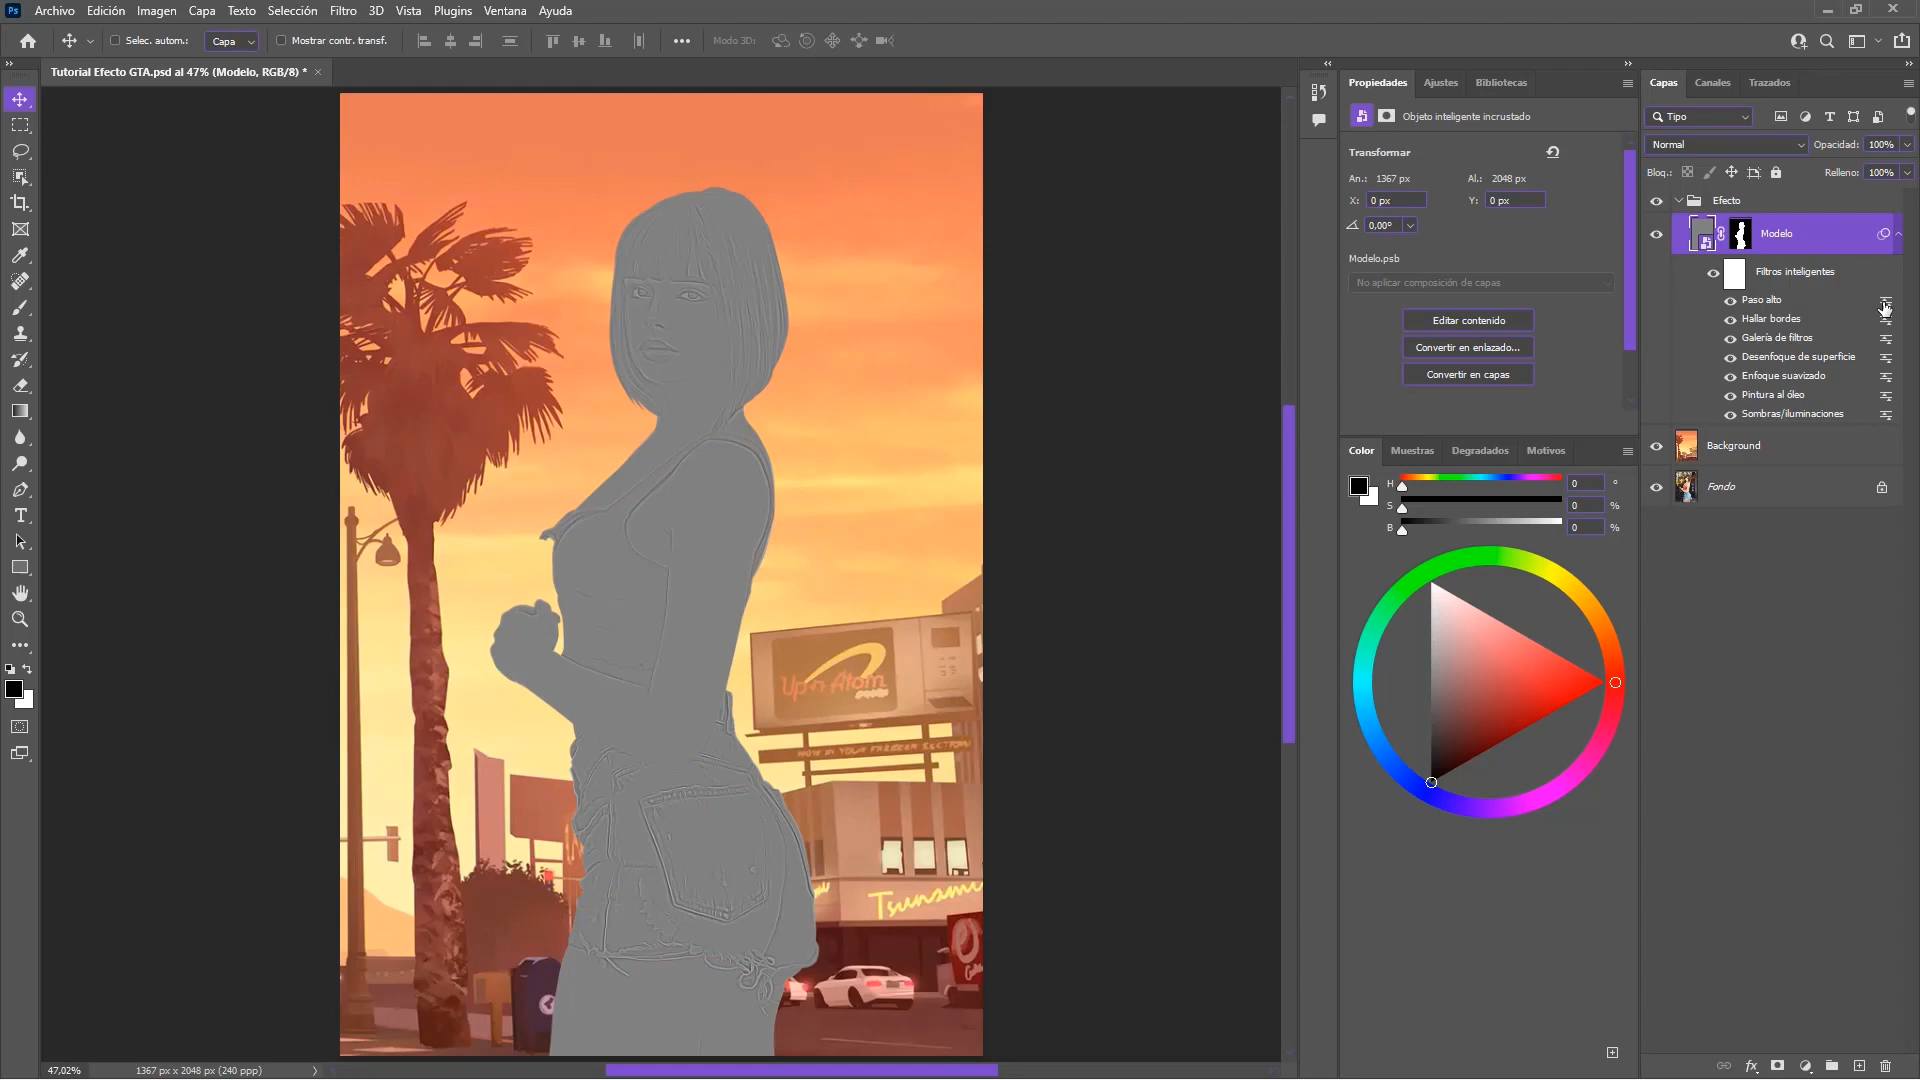 Ps Archivo Edición Imagen Capa Texto Selección Filtro 3D Vista Plugins Ventana Ayuda
Selec. autom.: Capa Mostrar contr. transf. Modo 3D:
Tutorial Efecto GTA.psd al 47% (Modelo, RGB/8) * ×
Propiedades Ajustes Bibliotecas
Objeto inteligente incrustado
Transformar
An.: 1367 px Al.: 2048 px
X: 0 px Y: 0 px
0,00°
Modelo.psb
No aplicar composición de capas
Editar contenido
Convertir en enlazado...
Convertir en capas
Color Muestras Degradados Motivos
H 0 °
S 0 %
B 0 %
Capas Canales Trazados
Tipo
Normal Opacidad: 100%
Bloq.: Relleno: 100%
Efecto
Modelo
Filtros inteligentes
Paso alto
Hallar bordes
Galería de filtros
Desenfoque de superficie
Enfoque suavizado
Pintura al óleo
Sombras/iluminaciones
Background
Fondo
Up-n-Atom
Tsunami
47,02% 1367 px x 2048 px (240 ppp)